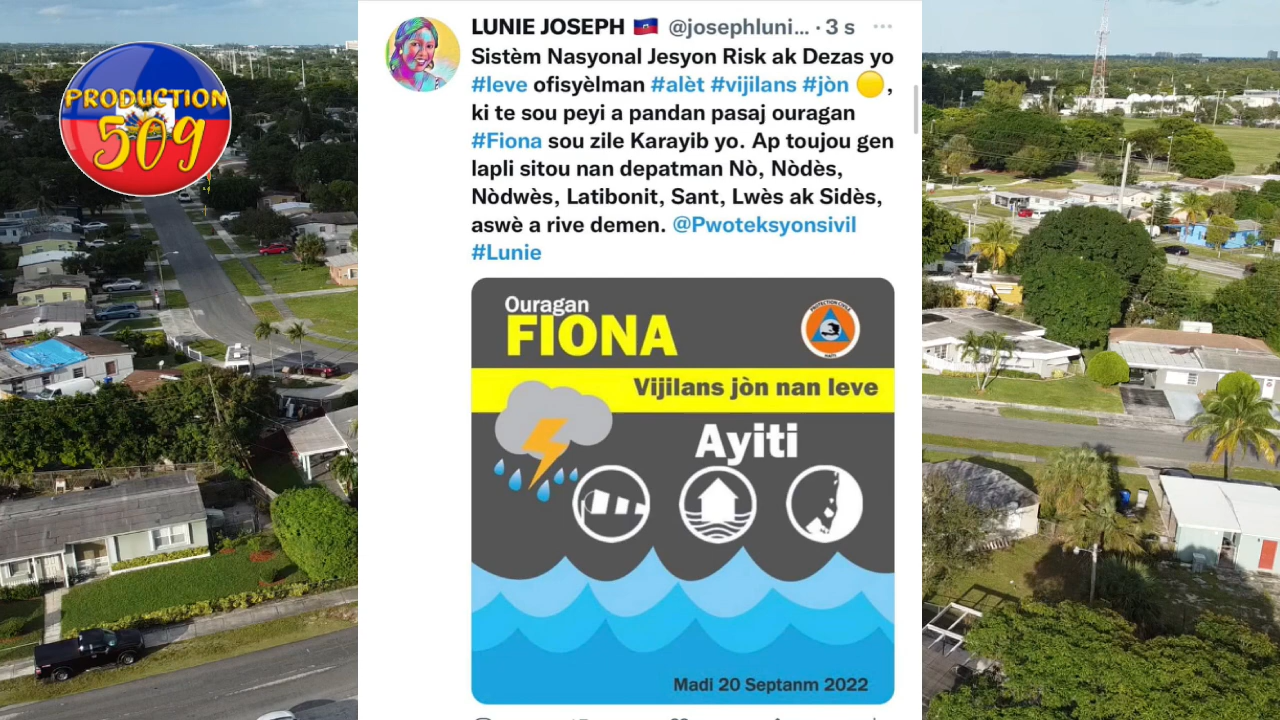 PRODUCTION
509
LUNIE JOSEPH 🇭🇹 @josephluni... · 3 s
Sistèm Nasyonal Jesyon Risk ak Dezas yo
#leve ofisyèlman #alèt #vijilans #jòn 🟡,
ki te sou peyi a pandan pasaj ouragan
#Fiona sou zile Karayib yo. Ap toujou gen
lapli sitou nan depatman Nò, Nòdès,
Nòdwès, Latibonit, Sant, Lwès ak Sidès,
aswè a rive demen. @Pwoteksyonsivil
#Lunie
Ouragan
FIONA
PROTECTION CIVILE
HAITI
Vijilans jòn nan leve
Ayiti
Madi 20 Septanm 2022